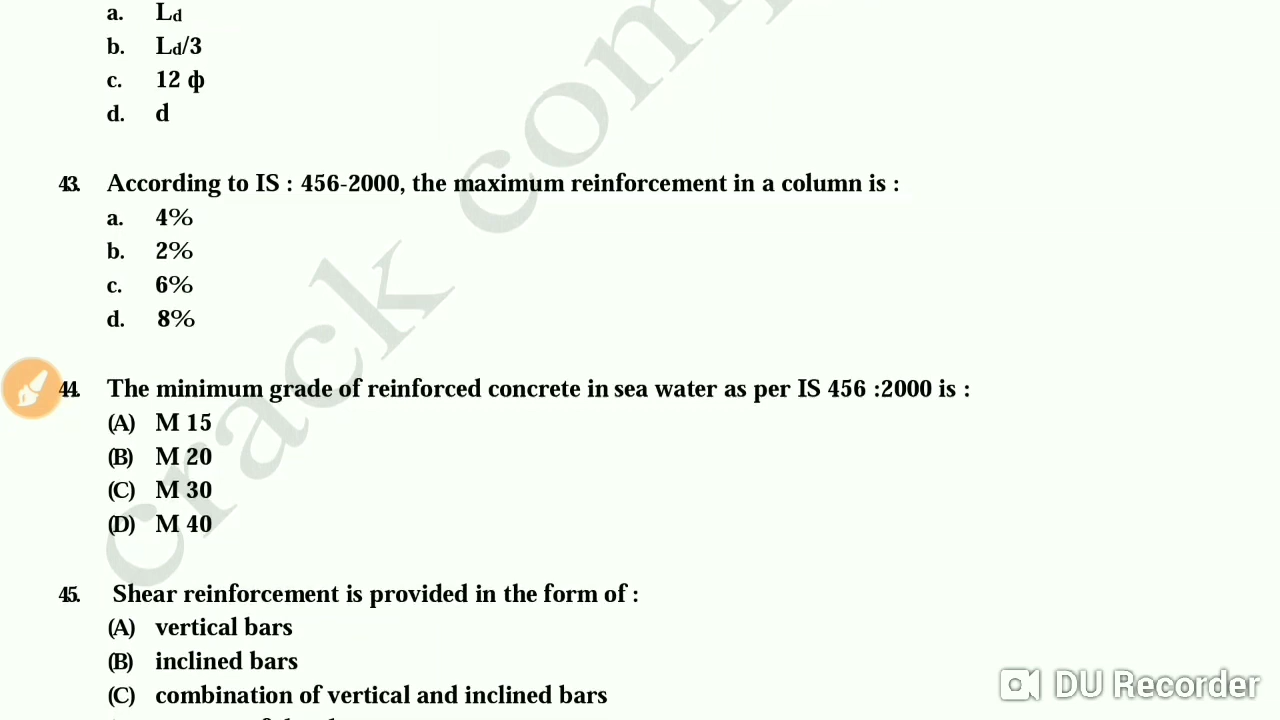 a. Ld
b. Ld/3
c. 12 ф
d. d
43. According to IS : 456-2000, the maximum reinforcement in a column is :
a. 4%
b. 2%
c. 6%
d. 8%
44. The minimum grade of reinforced concrete in sea water as per IS 456 :2000 is :
(A) M 15
(B) M 20
(C) M 30
(D) M 40
45. Shear reinforcement is provided in the form of :
(A) vertical bars
(B) inclined bars
(C) combination of vertical and inclined bars
crack com
DU Recorder